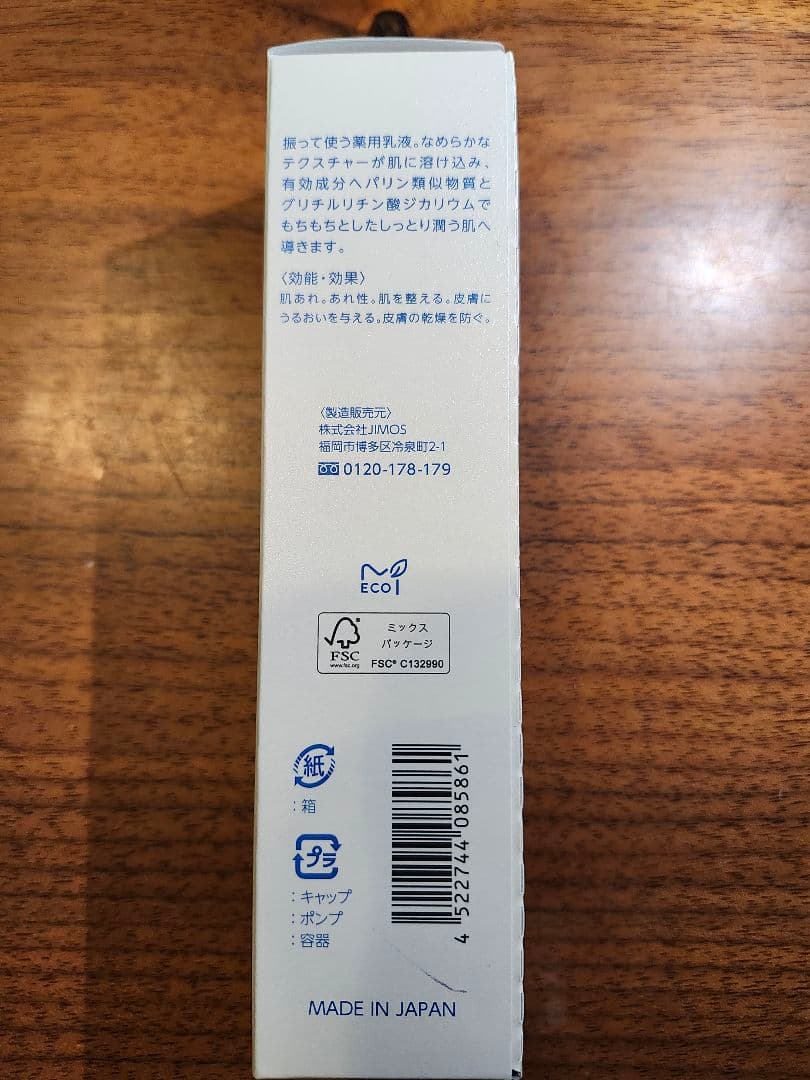 振って使う薬用乳液。なめらかな
テクスチャーが肌に溶け込み、
有効成分ヘパリン類似物質と
グリチルリチン酸ジカリウムで
もちもちとしたしっとり潤う肌へ
導きます。
〈効能・効果〉
肌あれ。あれ性。肌を整える。皮膚に
うるおいを与える。皮膚の乾燥を防ぐ。
〈製造販売元〉
株式会社JIMOS
福岡市博多区冷泉町2-1
0120-178-179
ECO
FSC
www.fsc.org
ミックス
パッケージ
FSC® C132990
紙
：箱
プラ
：キャップ
：ポンプ
：容器
4 522744 085861
MADE IN JAPAN